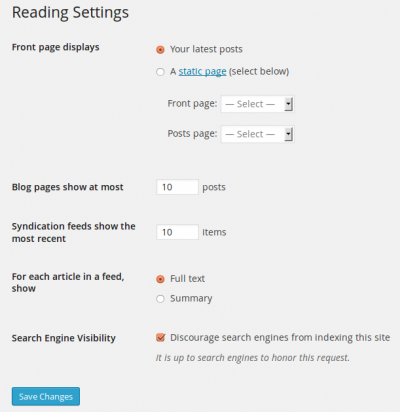 Reading Settings
Front page displays
Your latest posts
A static page (select below)
Front page: — Select —
Posts page: — Select —
Blog pages show at most
10 posts
Syndication feeds show the
most recent
10 items
For each article in a feed,
show
Full text
Summary
Search Engine Visibility
Discourage search engines from indexing this site
It is up to search engines to honor this request.
Save Changes